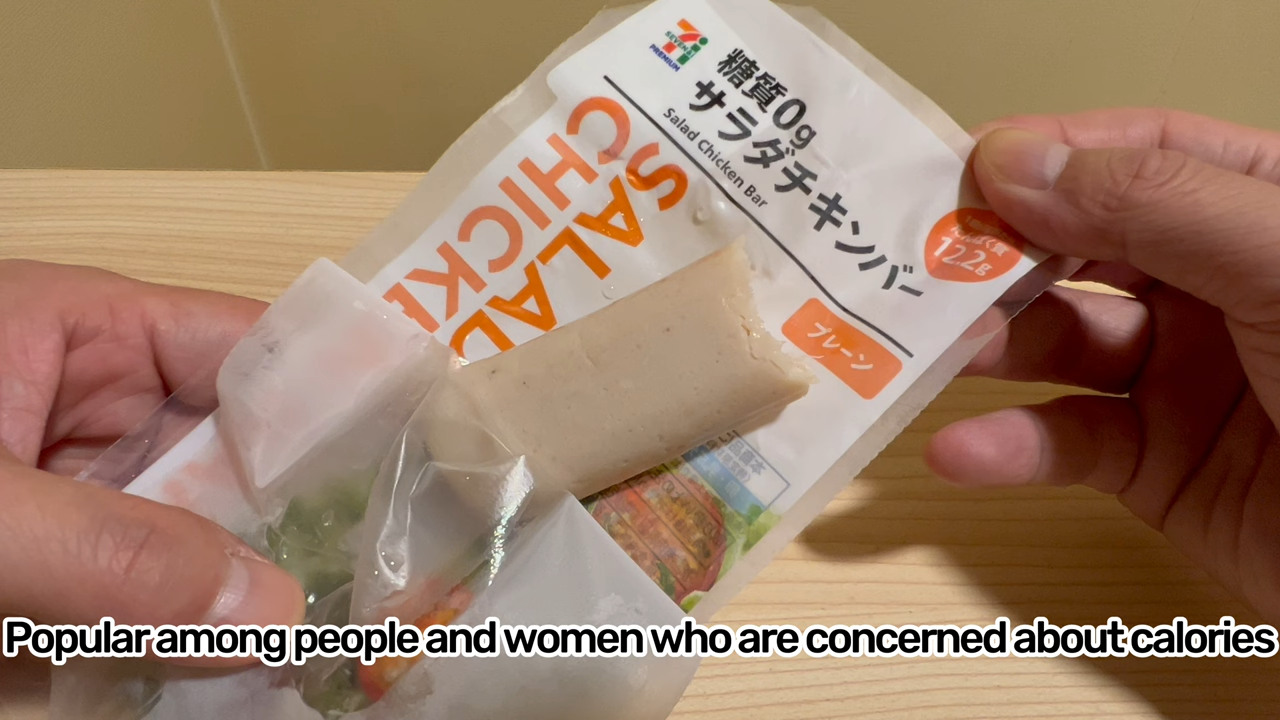 SEVEN&i
PREMIUM
糖質0g
サラダチキンバー
Salad Chicken Bar
SALAD
CHICK
たんぱく質
12.2g
プレーン
Popular among people and women who are concerned about calories